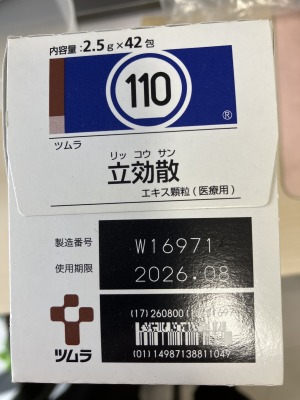 内容量:2.5g×42包
110
®
ツムラ
リッ コウ サン
立効散
エキス顆粒(医療用)
製造番号 W16971
使用期限 2026.08
(17)260800
(01)14987138811049
ツムラ